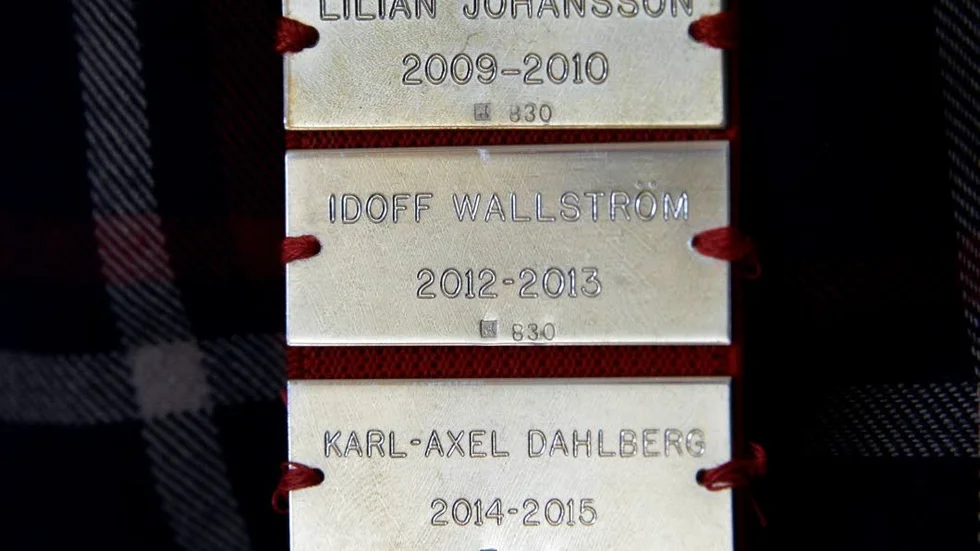 LILIAN JOHANSSON
2009-2010
830
IDOFF WALLSTRÖM
2012-2013
830
KARL-AXEL DAHLBERG
2014-2015